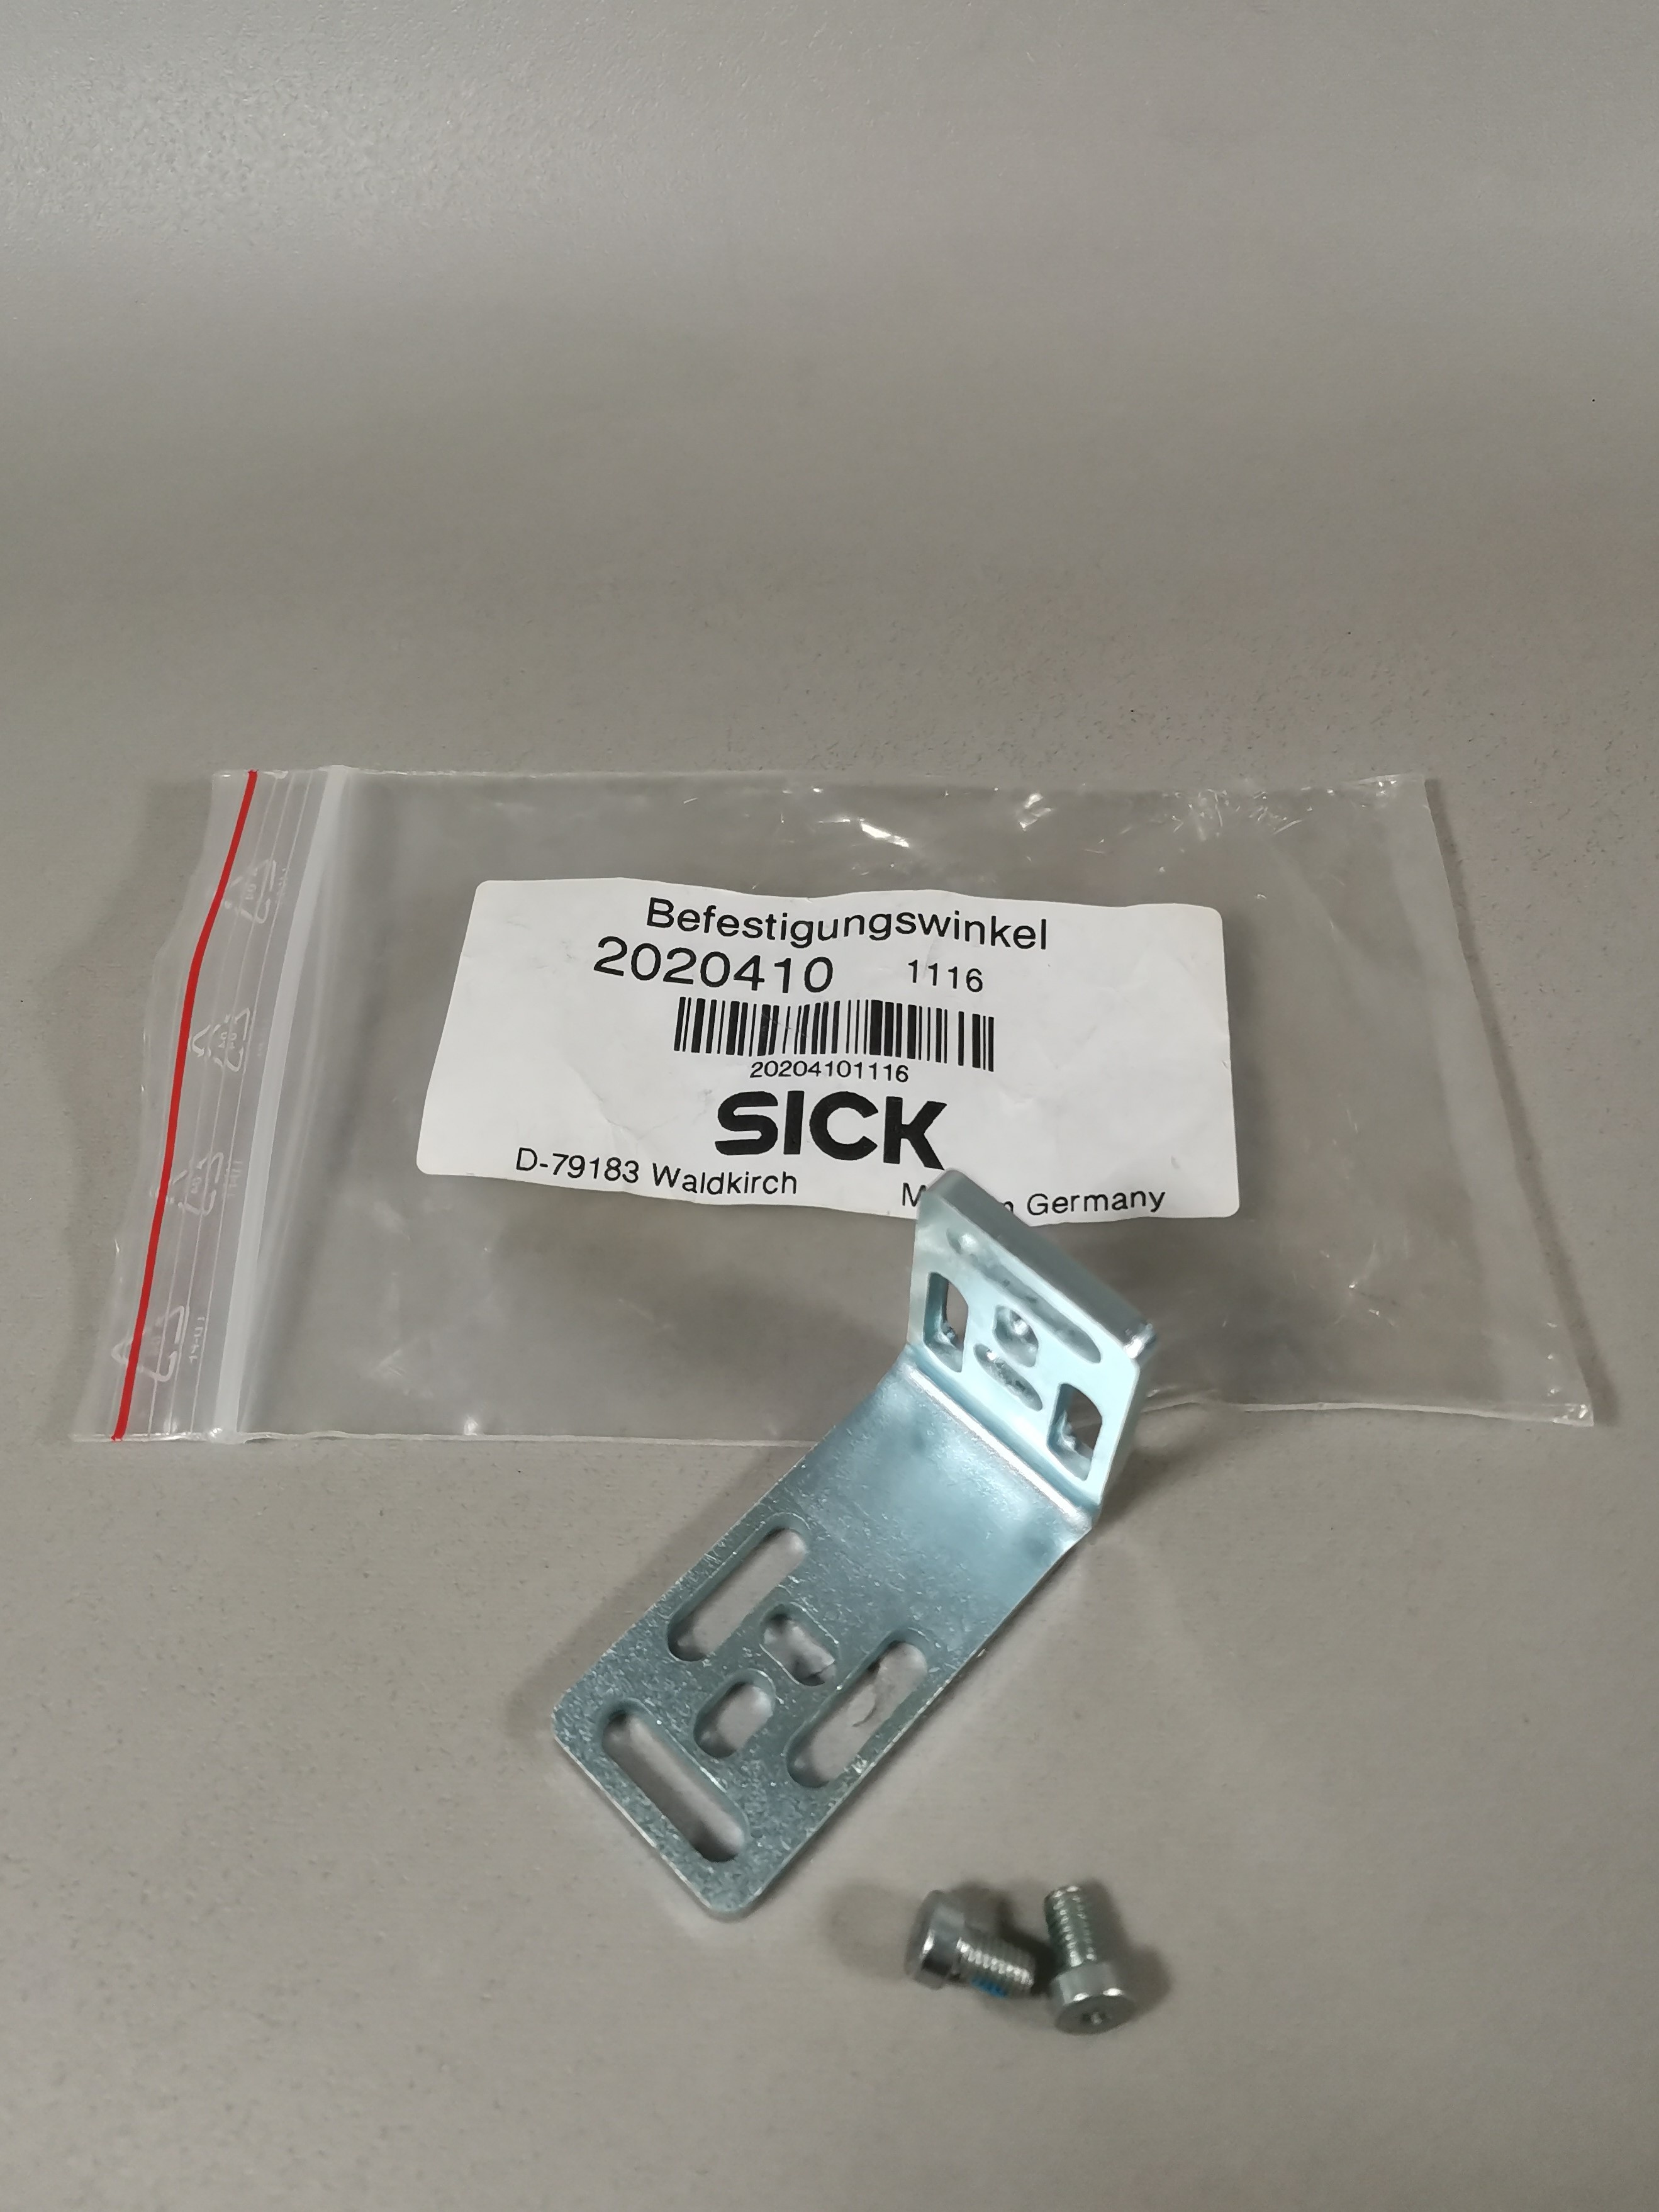 Befestigungswinkel
2020410 1116
20204101116
SICK
D-79183 Waldkirch Germany